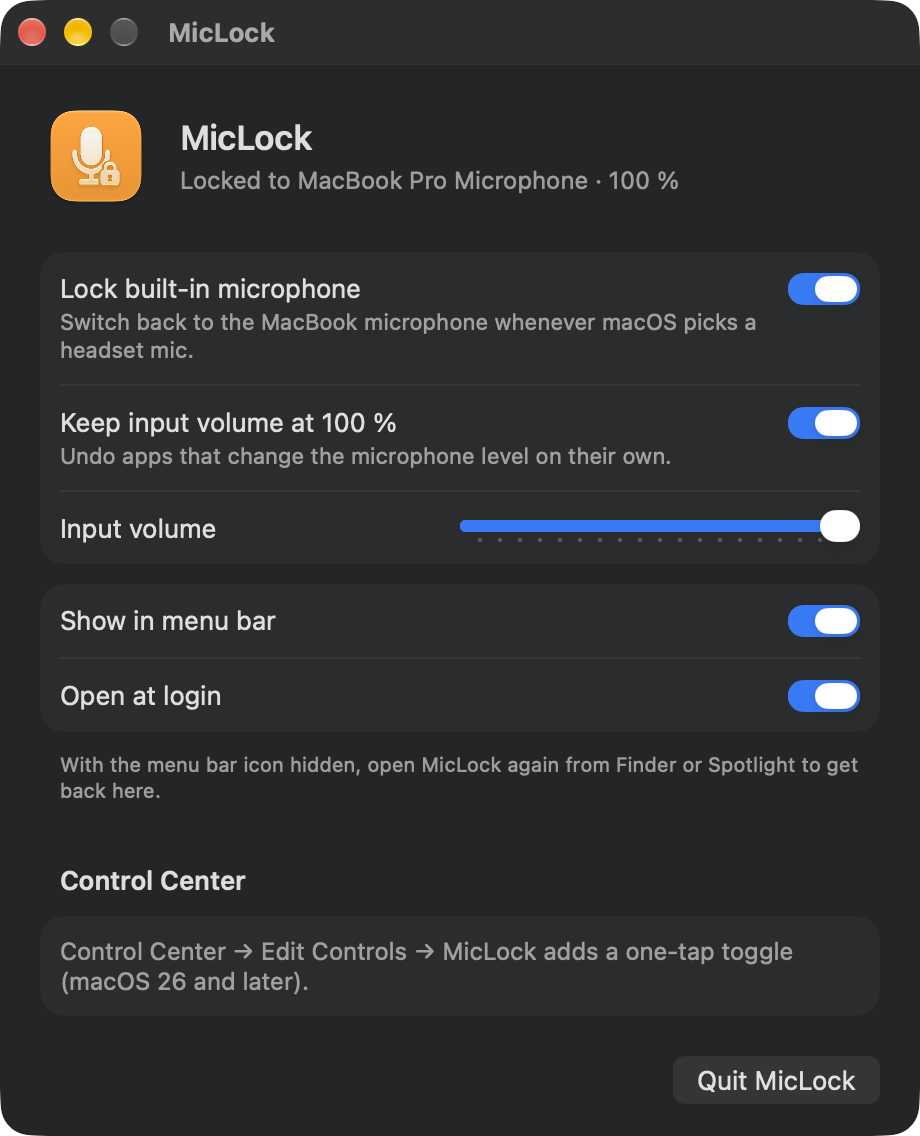 MicLock
MicLock
Locked to MacBook Pro Microphone · 100 %
Lock built-in microphone
Switch back to the MacBook microphone whenever macOS picks a
headset mic.
Keep input volume at 100 %
Undo apps that change the microphone level on their own.
Input volume
Show in menu bar
Open at login
With the menu bar icon hidden, open MicLock again from Finder or Spotlight to get
back here.
Control Center
Control Center → Edit Controls → MicLock adds a one-tap toggle
(macOS 26 and later).
Quit MicLock